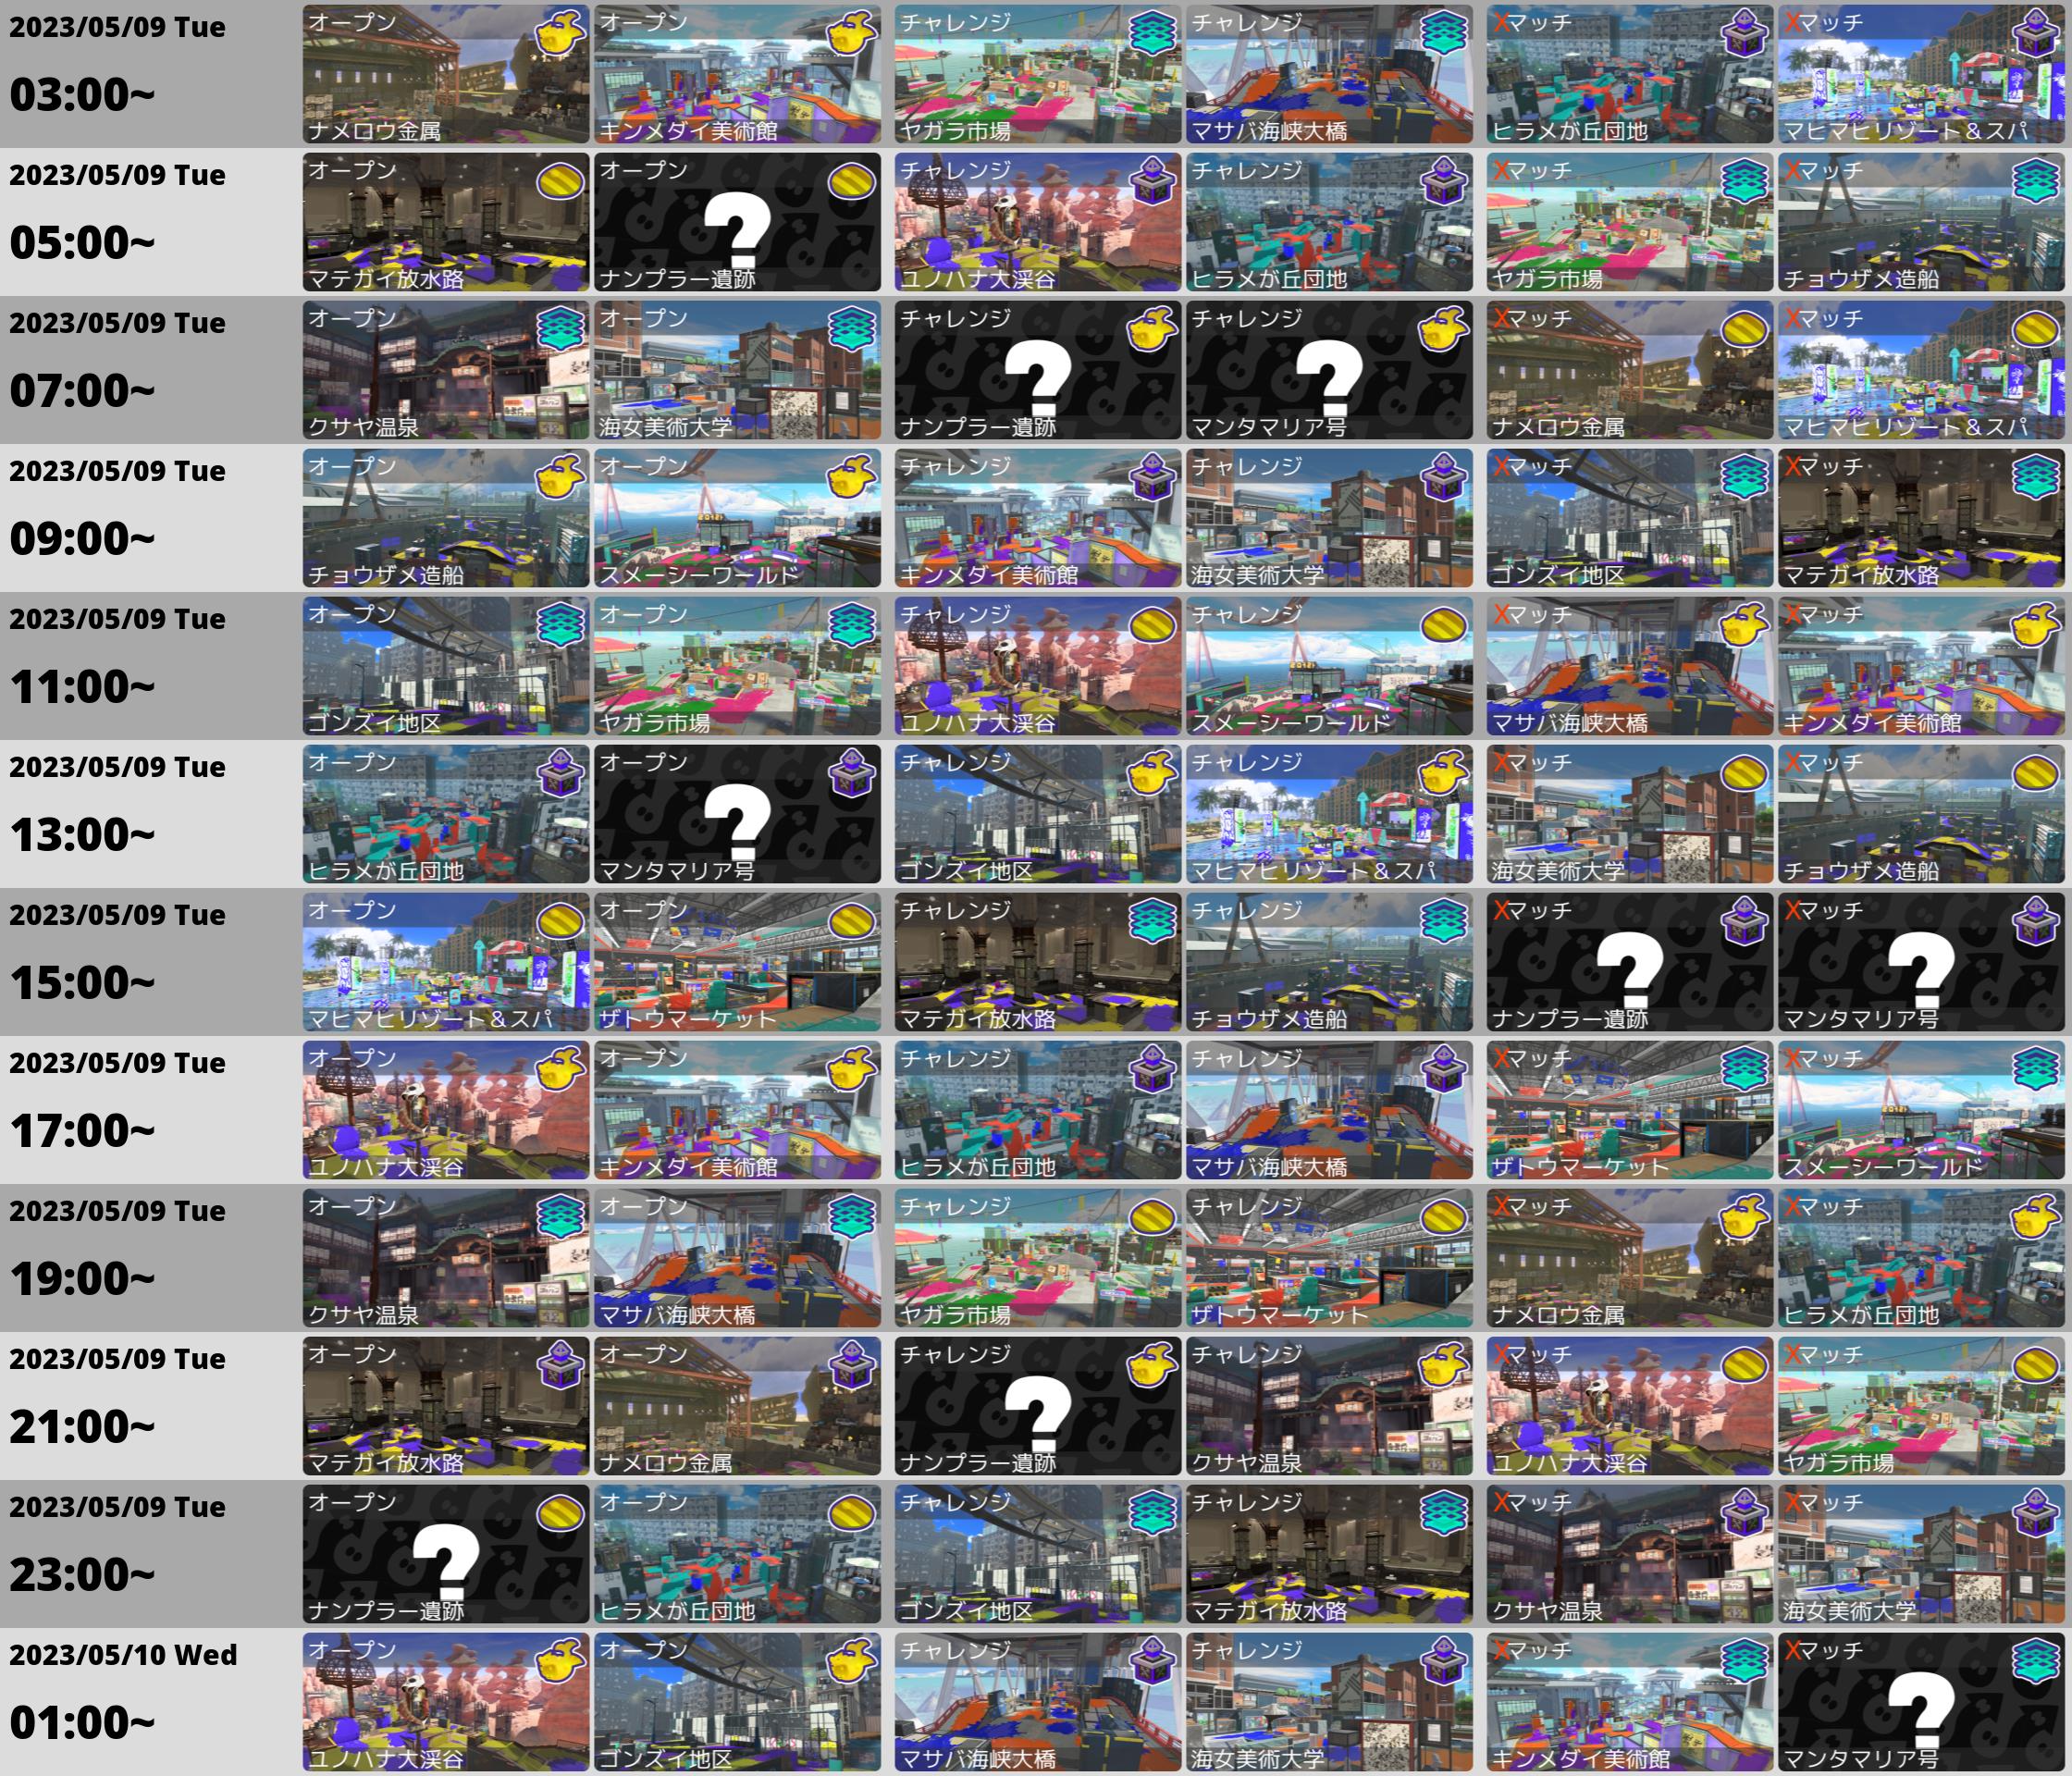 2023/05/09 Tue
03:00~
オープン
ナメロウ金属
オープン
キンメダイ美術館
チャレンジ
ヤガラ市場
チャレンジ
マサバ海峡大橋
Xマッチ
ヒラメが丘団地
Xマッチ
マヒマヒリゾート＆スパ
2023/05/09 Tue
05:00~
オープン
マテガイ放水路
オープン
?
ナンプラー遺跡
チャレンジ
ユノハナ大渓谷
チャレンジ
ヒラメが丘団地
Xマッチ
ヤガラ市場
Xマッチ
チョウザメ造船
2023/05/09 Tue
07:00~
オープン
クサヤ温泉
オープン
海女美術大学
チャレンジ
?
ナンプラー遺跡
チャレンジ
?
マンタマリア号
Xマッチ
ナメロウ金属
Xマッチ
マヒマヒリゾート＆スパ
2023/05/09 Tue
09:00~
オープン
チョウザメ造船
オープン
スメーシーワールド
チャレンジ
キンメダイ美術館
チャレンジ
海女美術大学
Xマッチ
ゴンズイ地区
Xマッチ
マテガイ放水路
2023/05/09 Tue
11:00~
オープン
ゴンズイ地区
オープン
ヤガラ市場
チャレンジ
ユノハナ大渓谷
チャレンジ
スメーシーワールド
Xマッチ
マサバ海峡大橋
Xマッチ
キンメダイ美術館
2023/05/09 Tue
13:00~
オープン
ヒラメが丘団地
オープン
?
マンタマリア号
チャレンジ
ゴンズイ地区
チャレンジ
マヒマヒリゾート＆スパ
Xマッチ
海女美術大学
Xマッチ
チョウザメ造船
2023/05/09 Tue
15:00~
オープン
マヒマヒリゾート＆スパ
オープン
ザトウマーケット
チャレンジ
マテガイ放水路
チャレンジ
チョウザメ造船
Xマッチ
?
ナンプラー遺跡
Xマッチ
?
マンタマリア号
2023/05/09 Tue
17:00~
オープン
ユノハナ大渓谷
オープン
キンメダイ美術館
チャレンジ
ヒラメが丘団地
チャレンジ
マサバ海峡大橋
Xマッチ
ザトウマーケット
Xマッチ
スメーシーワールド
2023/05/09 Tue
19:00~
オープン
クサヤ温泉
オープン
マサバ海峡大橋
チャレンジ
ヤガラ市場
チャレンジ
ザトウマーケット
Xマッチ
ナメロウ金属
Xマッチ
ヒラメが丘団地
2023/05/09 Tue
21:00~
オープン
マテガイ放水路
オープン
ナメロウ金属
チャレンジ
?
ナンプラー遺跡
チャレンジ
クサヤ温泉
Xマッチ
ユノハナ大渓谷
Xマッチ
ヤガラ市場
2023/05/09 Tue
23:00~
オープン
?
ナンプラー遺跡
オープン
ヒラメが丘団地
チャレンジ
ゴンズイ地区
チャレンジ
マテガイ放水路
Xマッチ
クサヤ温泉
Xマッチ
海女美術大学
2023/05/10 Wed
01:00~
オープン
ユノハナ大渓谷
オープン
ゴンズイ地区
チャレンジ
マサバ海峡大橋
チャレンジ
海女美術大学
Xマッチ
キンメダイ美術館
Xマッチ
?
マンタマリア号